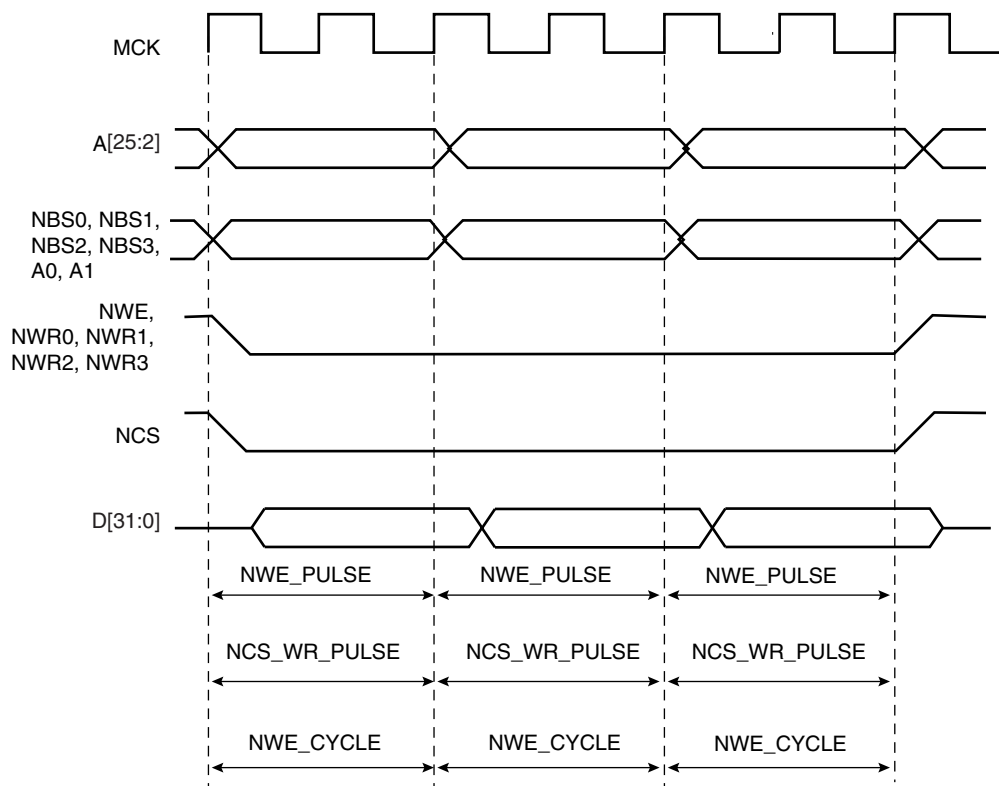 MCK
A[25:2]
NBS0, NBS1,
NBS2, NBS3,
A0, A1
NWE,
NWR0, NWR1,
NWR2, NWR3
NCS
D[31:0]
NWE_PULSE NWE_PULSE NWE_PULSE
NCS_WR_PULSE NCS_WR_PULSE NCS_WR_PULSE
NWE_CYCLE NWE_CYCLE NWE_CYCLE